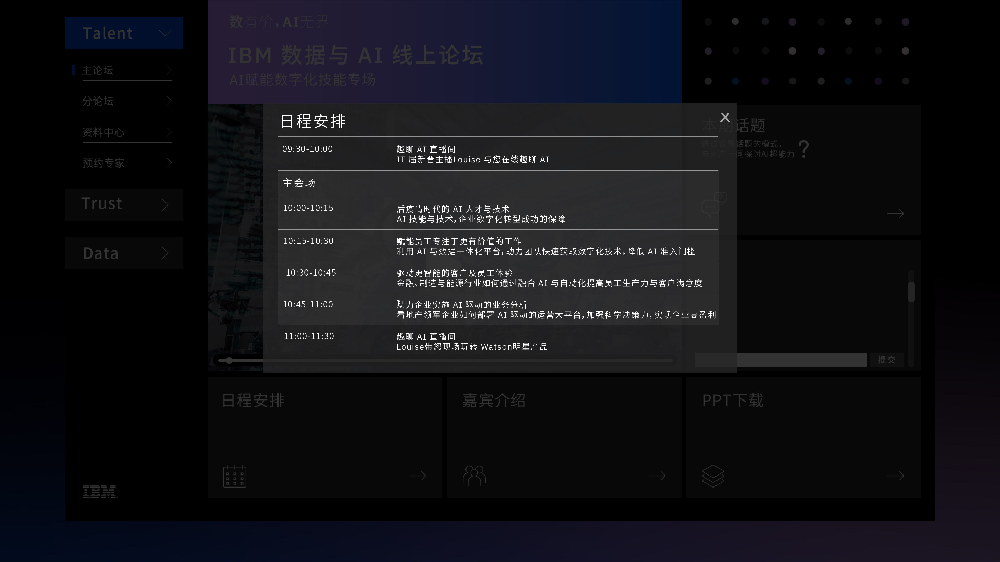 Talent
主论坛
分论坛
资料中心
预约专家
Trust
Data
IBM
数有价，AI无界
IBM 数据与 AI 线上论坛
AI赋能数字化技能专场
日程安排
X
09:30-10:00
趣聊 AI 直播间
IT 届新晋主播Louise 与您在线趣聊 AI
主会场
10:00-10:15
后疫情时代的 AI 人才与技术
AI 技能与技术，企业数字化转型成功的保障
10:15-10:30
赋能员工专注于更有价值的工作
利用 AI 与数据一体化平台，助力团队快速获取数字化技术，降低 AI 准入门槛
10:30-10:45
驱动更智能的客户及员工体验
金融、制造与能源行业如何通过融合 AI 与自动化提高员工生产力与客户满意度
10:45-11:00
助力企业实施 AI 驱动的业务分析
看地产领军企业如何部署 AI 驱动的运营大平台，加强科学决策力，实现企业高盈利
11:00-11:30
趣聊 AI 直播间
Louise带您现场玩转 Watson明星产品
本期话题
通过设置话题的模式，
与用户一同探讨AI超能力
?
提交
日程安排
嘉宾介绍
PPT下载